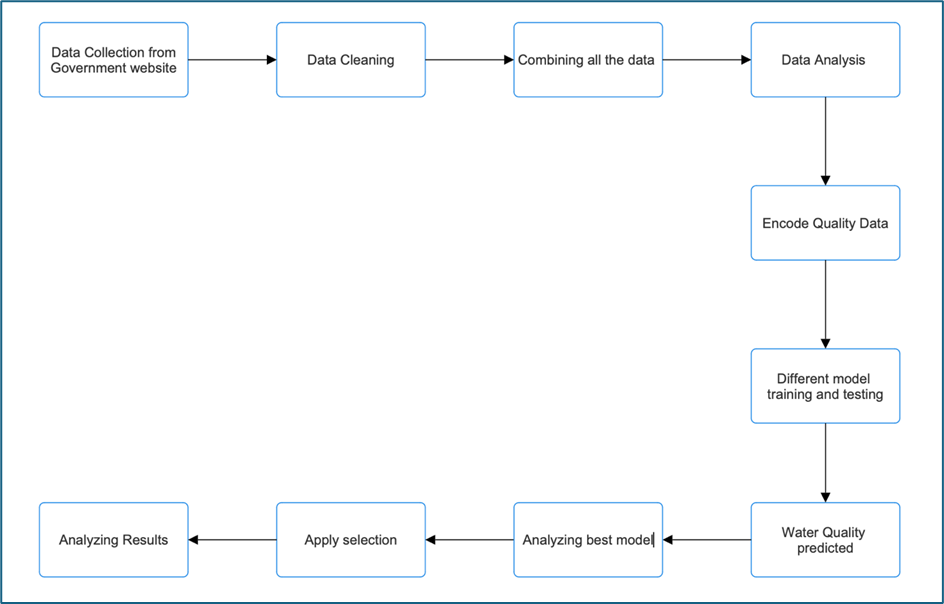 Data Collection from
Government website
Data Cleaning
Combining all the data
Data Analysis
Encode Quality Data
Different model
training and testing
Water Quality
predicted
Analyzing best model
Apply selection
Analyzing Results